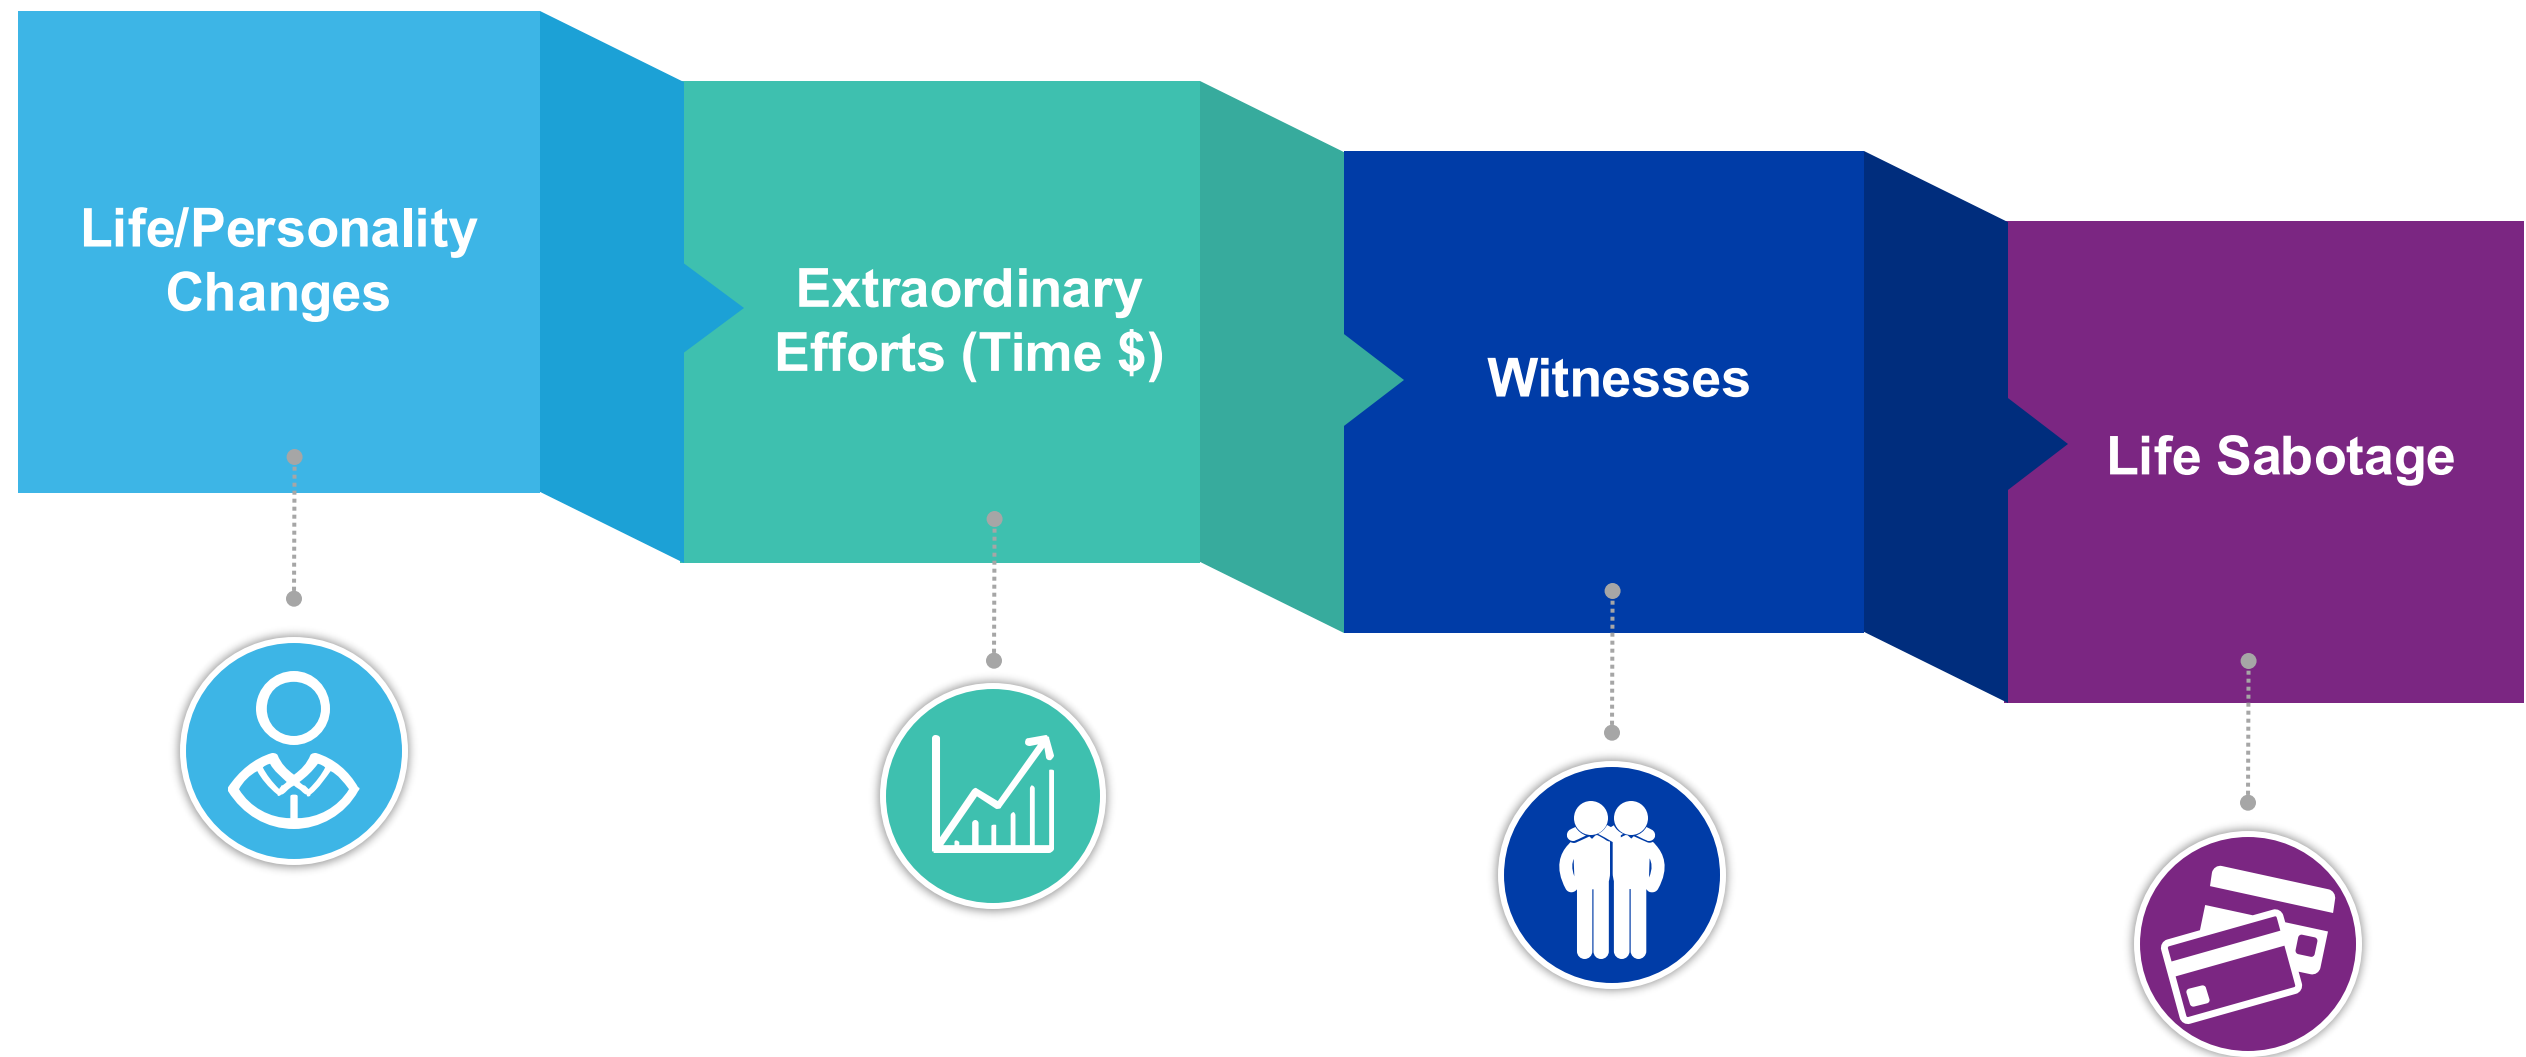 Life/Personality
Changes
Extraordinary
Efforts (Time $)
Witnesses
Life Sabotage